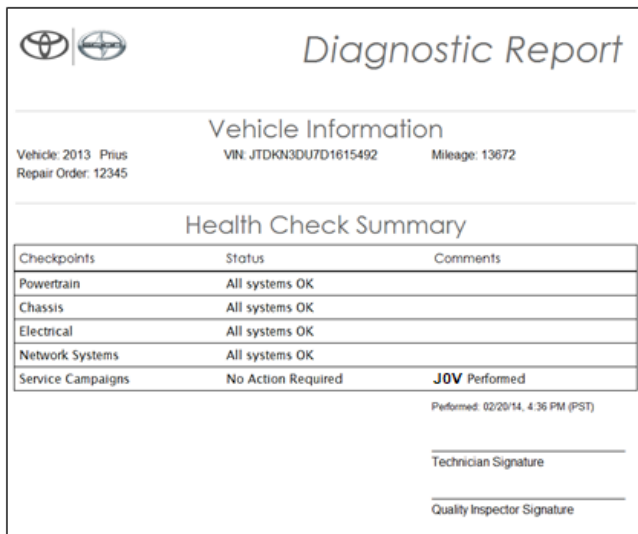 Diagnostic Report
Vehicle Information
Vehicle: 2013 Prius VIN: JTDKN3DU7D1615492 Mileage: 13672
Repair Order: 12345
Health Check Summary
Checkpoints Status Comments
Powertrain All systems OK
Chassis All systems OK
Electrical All systems OK
Network Systems All systems OK
Service Campaigns No Action Required J0V Performed
Performed: 02/20/14, 4:36 PM (PST)
Technician Signature
Quality Inspector Signature